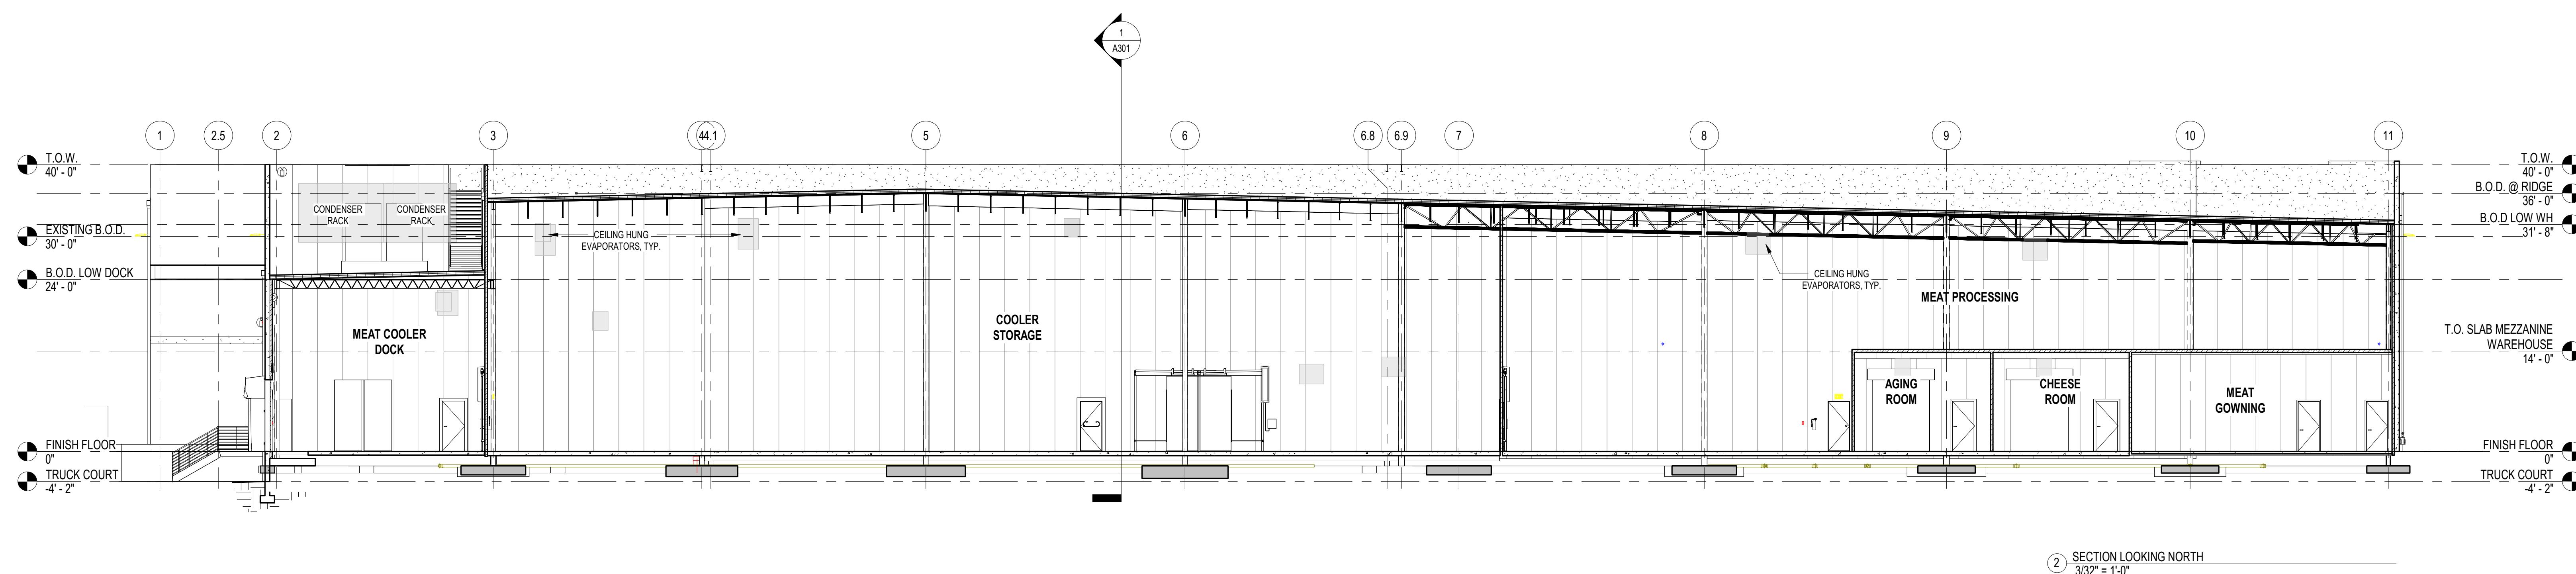 1
A301
1
2.5
2
3
4
4.1
5
6
6.8
6.9
7
8
9
10
11
T.O.W.
40' - 0"
EXISTING B.O.D.
30' - 0"
B.O.D. LOW DOCK
24' - 0"
FINISH FLOOR
0"
TRUCK COURT
-4' - 2"
CONDENSER
RACK
CONDENSER
RACK
MEAT COOLER
DOCK
CEILING HUNG
EVAPORATORS, TYP.
COOLER
STORAGE
CEILING HUNG
EVAPORATORS, TYP.
MEAT PROCESSING
AGING
ROOM
CHEESE
ROOM
MEAT
GOWNING
T.O.W.
40' - 0"
B.O.D. @ RIDGE
36' - 0"
B.O.D LOW WH
31' - 8"
T.O. SLAB MEZZANINE
WAREHOUSE
14' - 0"
FINISH FLOOR
0"
TRUCK COURT
-4' - 2"
2
SECTION LOOKING NORTH
3/32" = 1'-0"